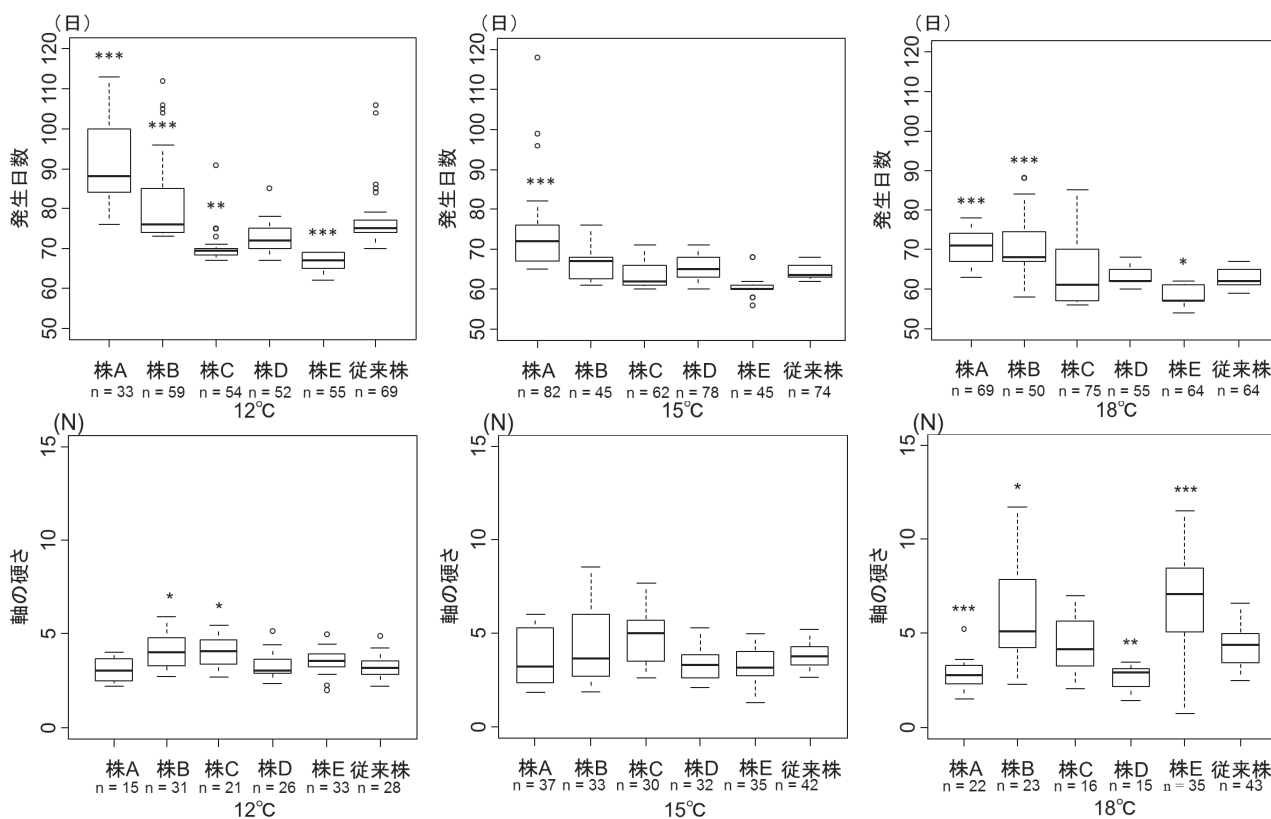 （日） （日） （日）
発生日数
50 60 70 80 90 100 110 120
*** *** ** ***
株A 株B 株C 株D 株E 従来株
n = 33 n = 59 n = 54 n = 52 n = 55 n = 69
12℃
発生日数
50 60 70 80 90 100 110 120
***
株A 株B 株C 株D 株E 従来株
n = 82 n = 45 n = 62 n = 78 n = 45 n = 74
15℃
発生日数
50 60 70 80 90 100 110 120
*** *** *
株A 株B 株C 株D 株E 従来株
n = 69 n = 50 n = 75 n = 55 n = 64 n = 64
18℃
(N) (N) (N)
軸の硬さ
0 5 10 15
* *
株A 株B 株C 株D 株E 従来株
n = 15 n = 31 n = 21 n = 26 n = 33 n = 28
12℃
軸の硬さ
0 5 10 15
株A 株B 株C 株D 株E 従来株
n = 37 n = 33 n = 30 n = 32 n = 35 n = 42
15℃
軸の硬さ
0 5 10 15
*** * ** ***
株A 株B 株C 株D 株E 従来株
n = 22 n = 23 n = 16 n = 15 n = 35 n = 43
18℃